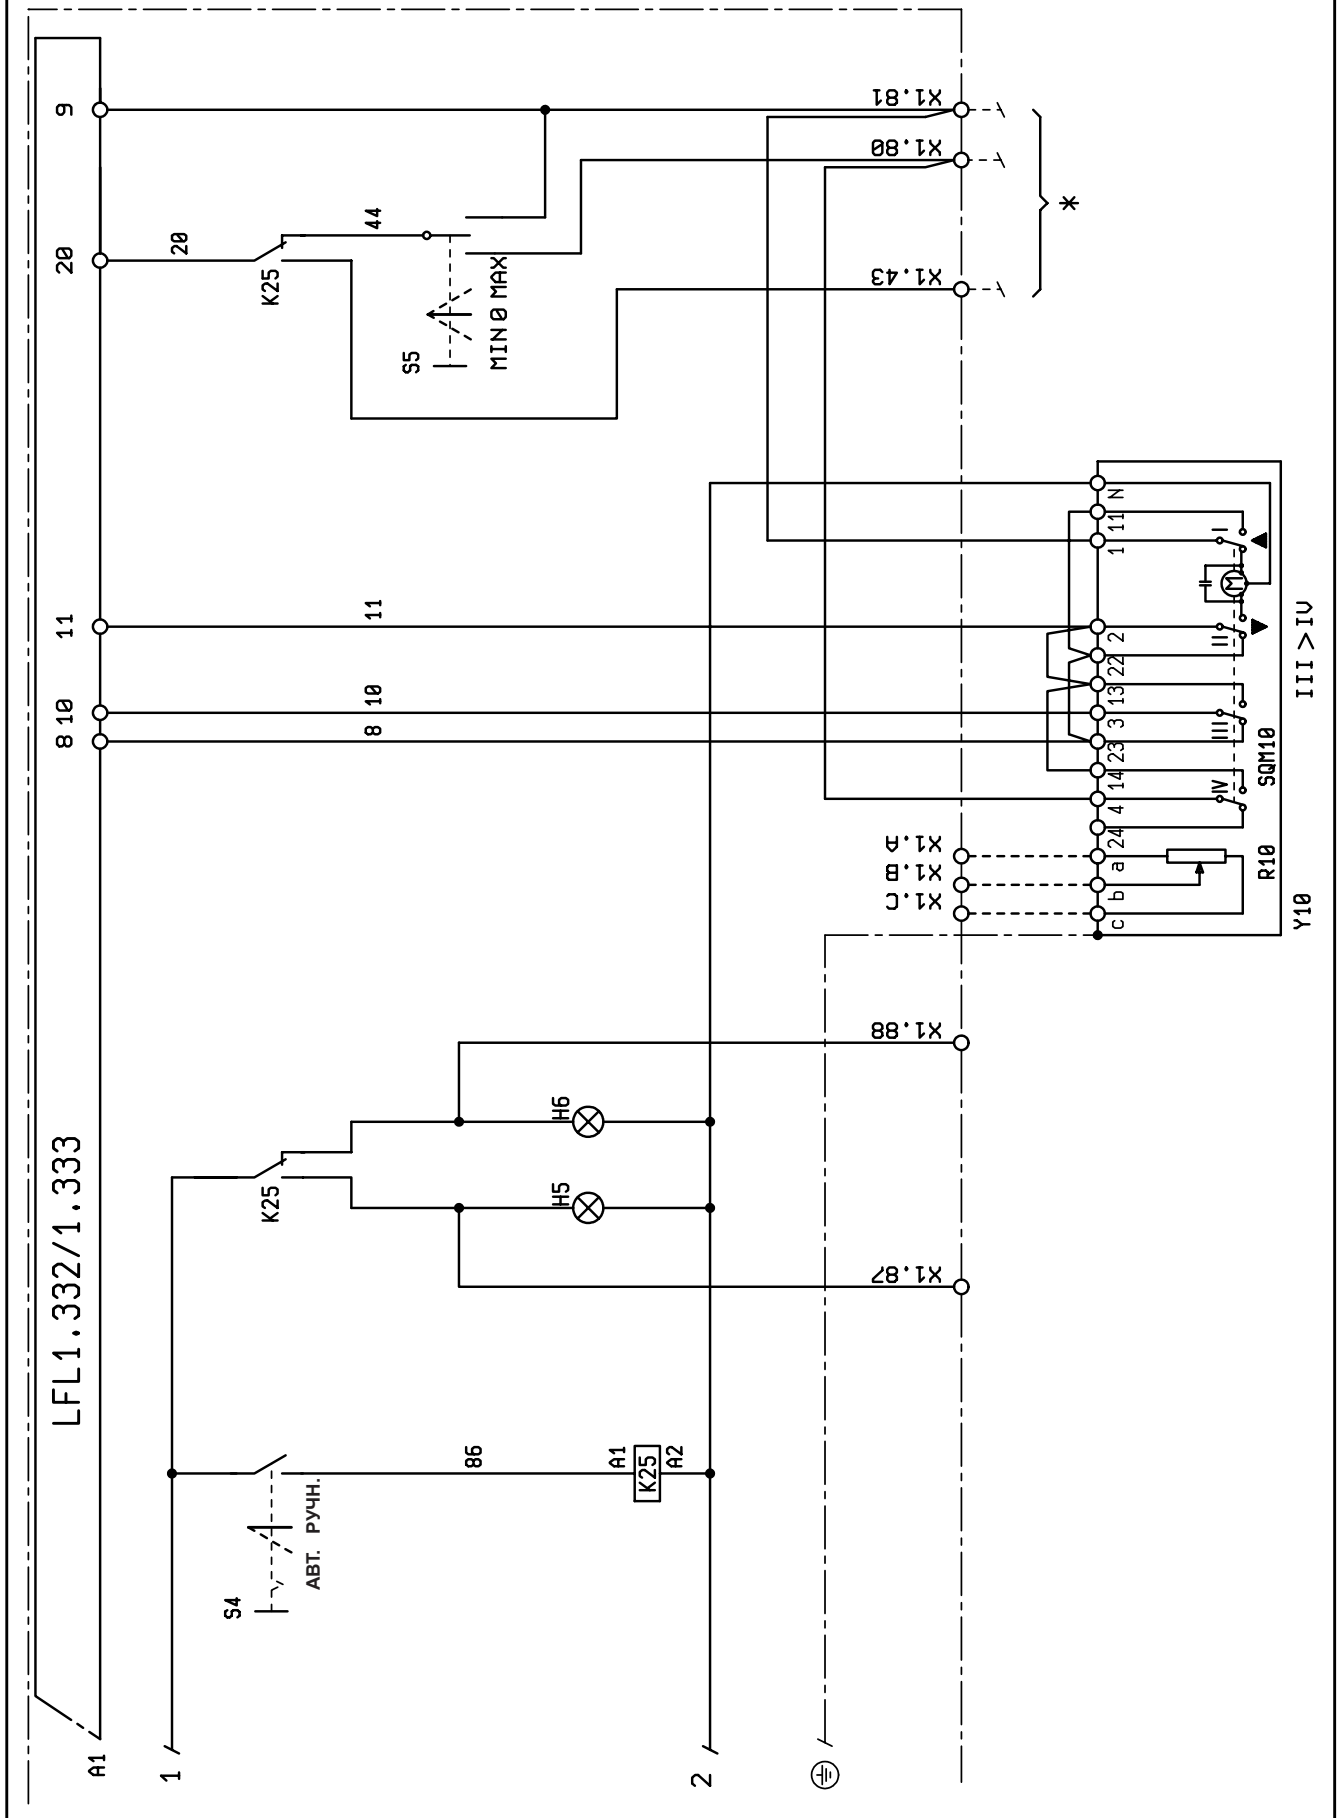 A1
LFL1.332/1.333
8
10
11
20
9
1
2
S4
АВТ. РУЧН.
86
A1
K25
A2
K25
H5
H6
8
10
11
20
K25
44
S5
MIN 0 MAX
X1.87
X1.88
X1.C
X1.B
X1.A
X1.43
X1.80
X1.81
*
c
b
a
24
4
14
23
3
13
22
2
1
11
N
IV
III
II
I
M
R10
SQM10
Y10
III > IV